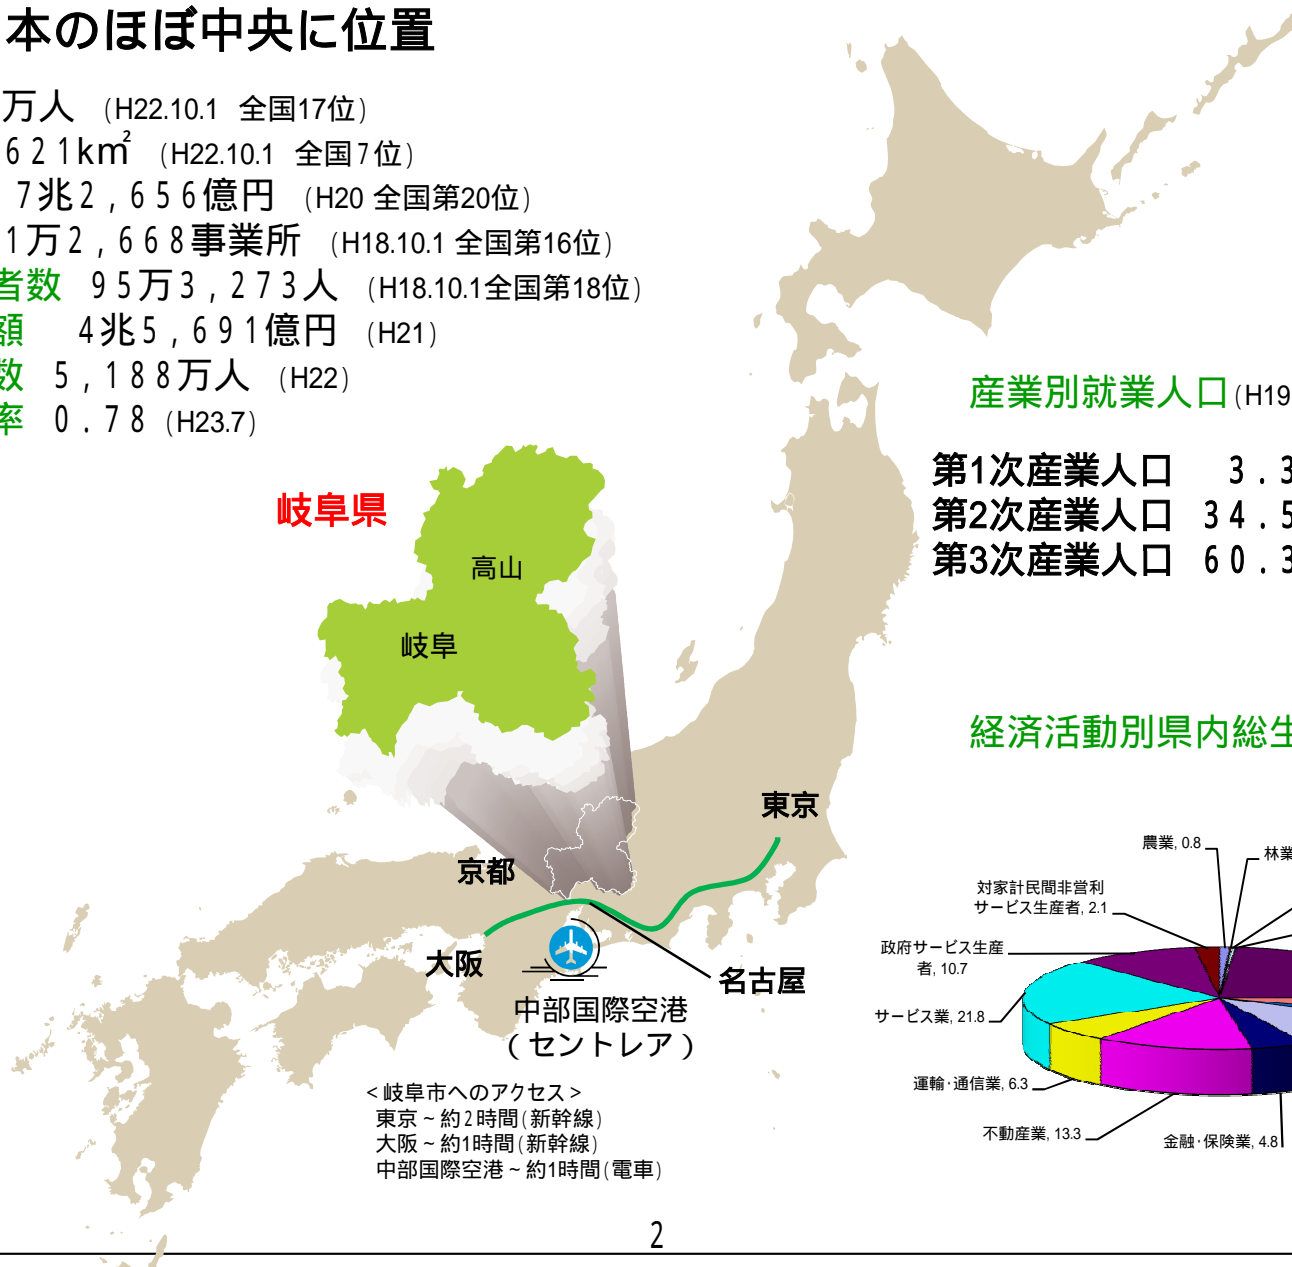 本のほぼ中央に位置
万人 (H22.10.1 全国17位)
621k㎡ (H22.10.1 全国7位)
7兆2,656億円 (H20 全国第20位)
1万2,668事業所 (H18.10.1 全国第16位)
者数 95万3,273人 (H18.10.1全国第18位)
額 4兆5,691億円 (H21)
数 5,188万人 (H22)
率 0.78 (H23.7)
産業別就業人口(H19
第1次産業人口 3.3
第2次産業人口 34.5
第3次産業人口 60.3
岐阜県
高山
岐阜
経済活動別県内総生
東京
京都
大阪
名古屋
中部国際空港
(セントレア)
<岐阜市へのアクセス>
東京~約2時間(新幹線)
大阪~約1時間(新幹線)
中部国際空港~約1時間(電車)
農業, 0.8
林業
対家計民間非営利
サービス生産者, 2.1
政府サービス生産
者, 10.7
サービス業, 21.8
運輸・通信業, 6.3
不動産業, 13.3
金融・保険業, 4.8
2